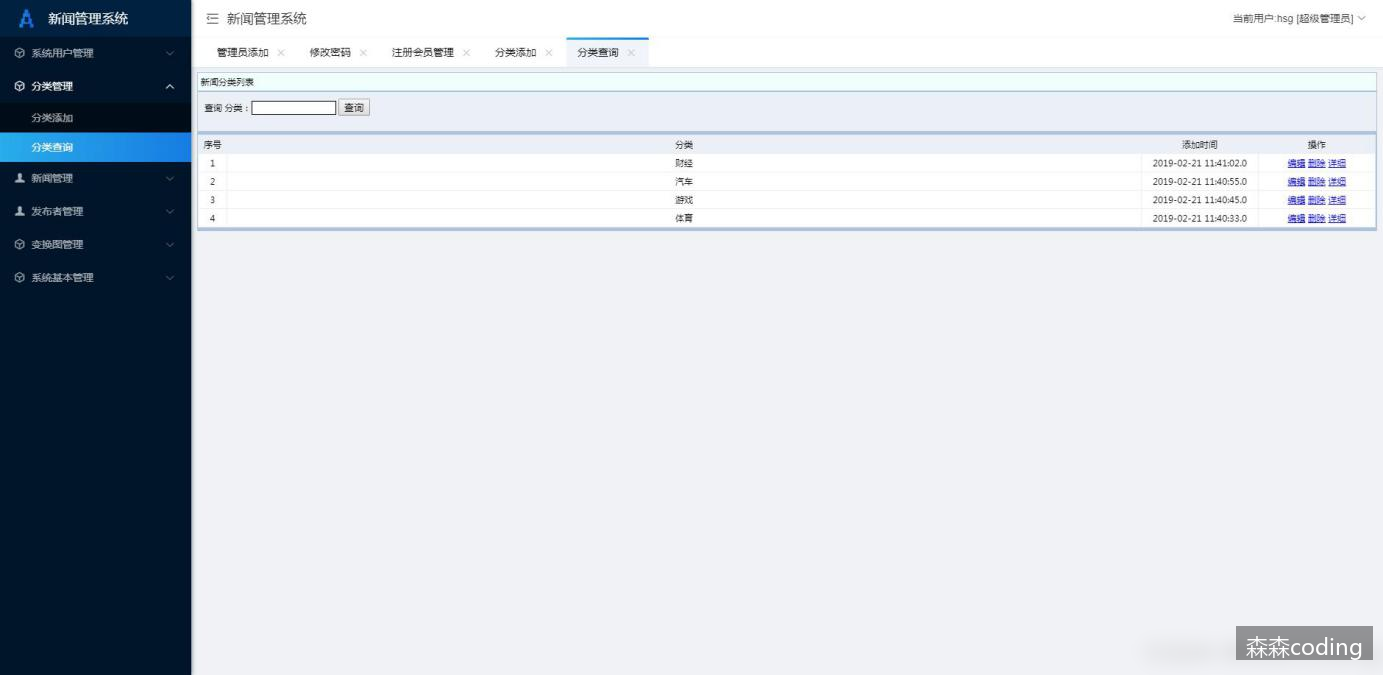 新闻管理系统
系统用户管理
分类管理
分类添加
分类查询
新闻管理
发布者管理
变换图管理
系统基本管理
新闻管理系统
当前用户:hsg [超级管理员]
管理员添加 修改密码 注册会员管理 分类添加 分类查询
新闻分类列表
查询 分类： 查询
序号 分类 添加时间 操作
1 财经 2019-02-21 11:41:02.0 编辑 删除 详细
2 汽车 2019-02-21 11:40:55.0 编辑 删除 详细
3 游戏 2019-02-21 11:40:45.0 编辑 删除 详细
4 体育 2019-02-21 11:40:33.0 编辑 删除 详细
森森coding